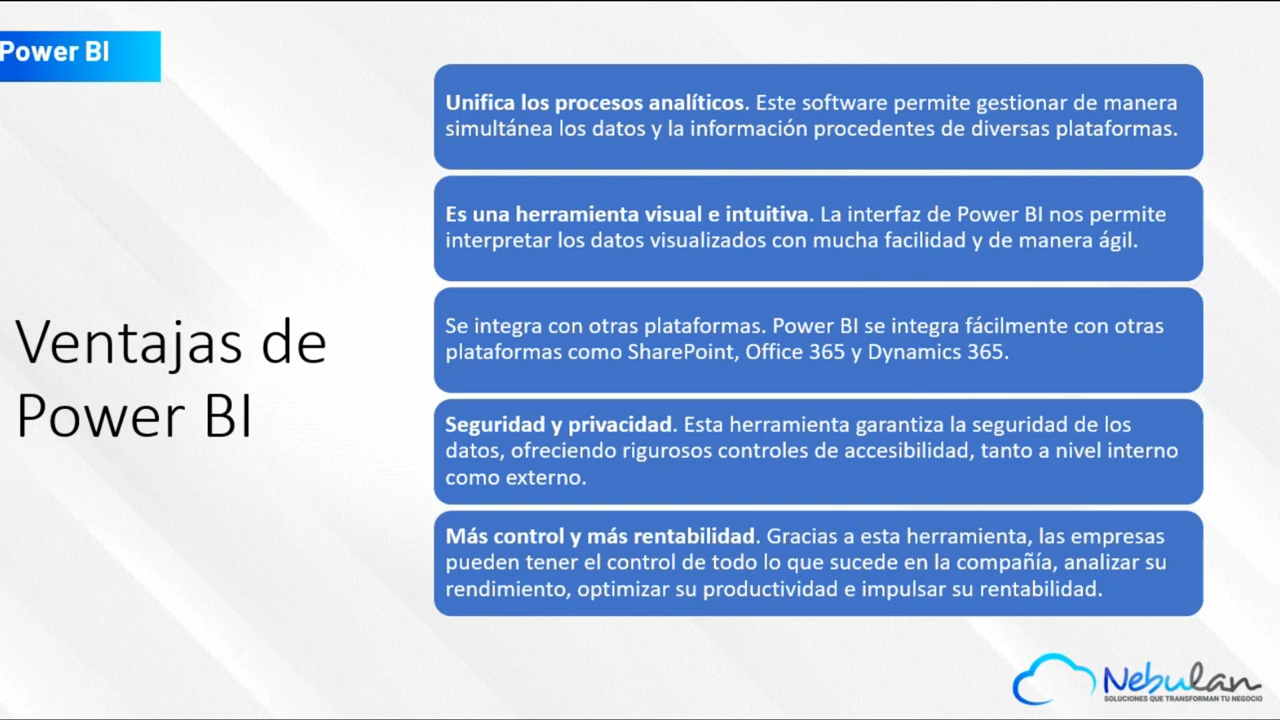 Power BI
Ventajas de
Power BI
Unifica los procesos analíticos. Este software permite gestionar de manera
simultánea los datos y la información procedentes de diversas plataformas.
Es una herramienta visual e intuitiva. La interfaz de Power BI nos permite
interpretar los datos visualizados con mucha facilidad y de manera ágil.
Se integra con otras plataformas. Power BI se integra fácilmente con otras
plataformas como SharePoint, Office 365 y Dynamics 365.
Seguridad y privacidad. Esta herramienta garantiza la seguridad de los
datos, ofreciendo rigurosos controles de accesibilidad, tanto a nivel interno
como externo.
Más control y más rentabilidad. Gracias a esta herramienta, las empresas
pueden tener el control de todo lo que sucede en la compañía, analizar su
rendimiento, optimizar su productividad e impulsar su rentabilidad.
Nebulan
SOLUCIONES QUE TRANSFORMAN TU NEGOCIO